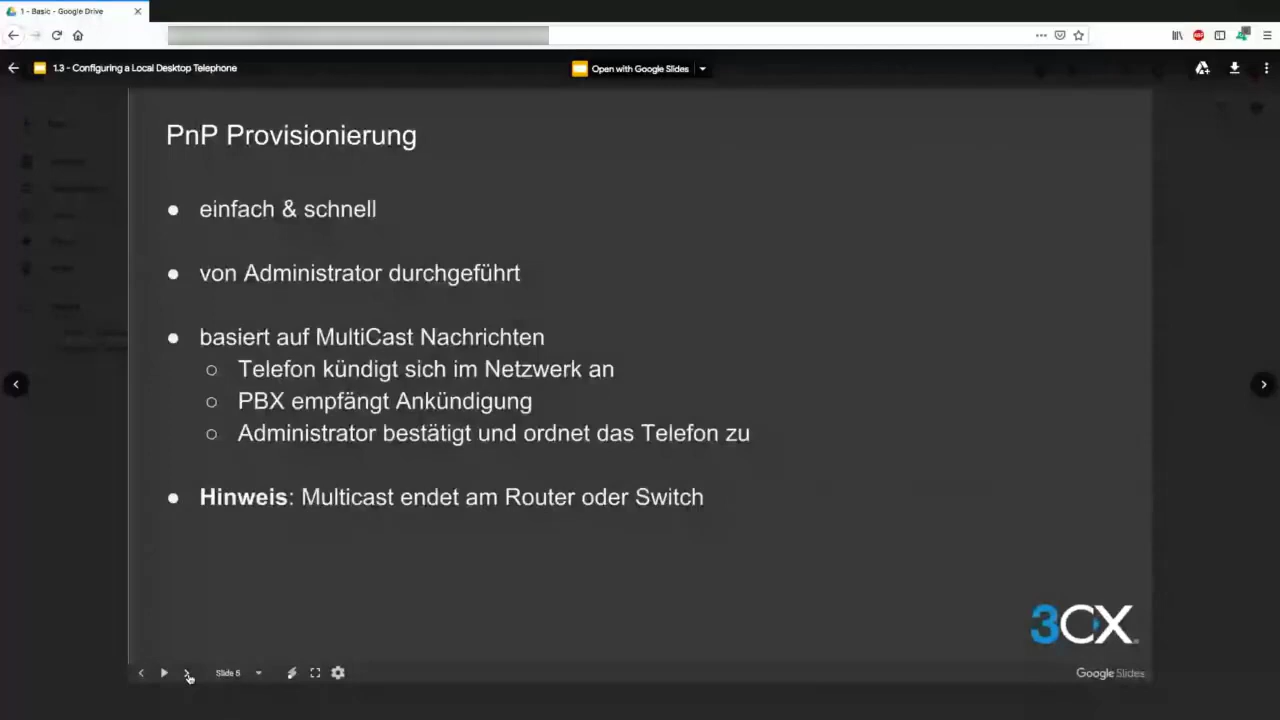 1 - Basic - Google Drive
1.3 - Configuring a Local Desktop Telephone
Open with Google Slides
PnP Provisionierung
● einfach & schnell
● von Administrator durchgeführt
● basiert auf MultiCast Nachrichten
○ Telefon kündigt sich im Netzwerk an
○ PBX empfängt Ankündigung
○ Administrator bestätigt und ordnet das Telefon zu
● Hinweis: Multicast endet am Router oder Switch
3CX
Slide 5
Google Slides